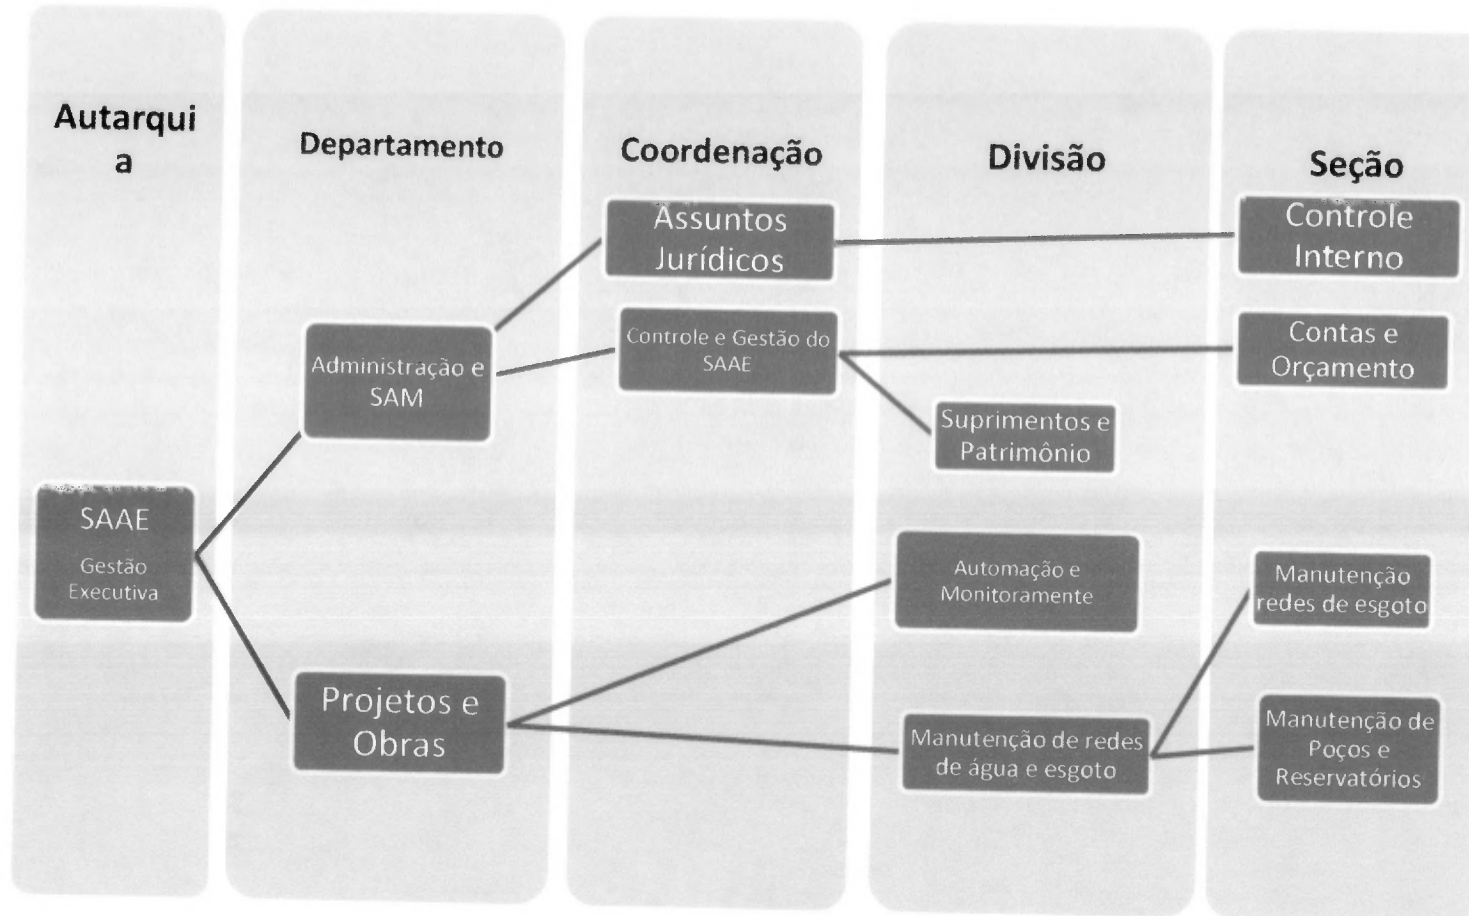 Autarqui
a
Departamento
Coordenação
Divisão
Seção
Assuntos
Jurídicos
Controle
Interno
Controle e Gestão do
SAAE
Contas e
Orçamento
Administração e
SAM
Suprimentos e
Patrimônio
SAAE
Gestão
Executiva
Automação e
Monitoramente
Manutenção
redes de esgoto
Projetos e
Obras
Manutenção de redes
de água e esgoto
Manutenção de
Poços e
Reservatórios